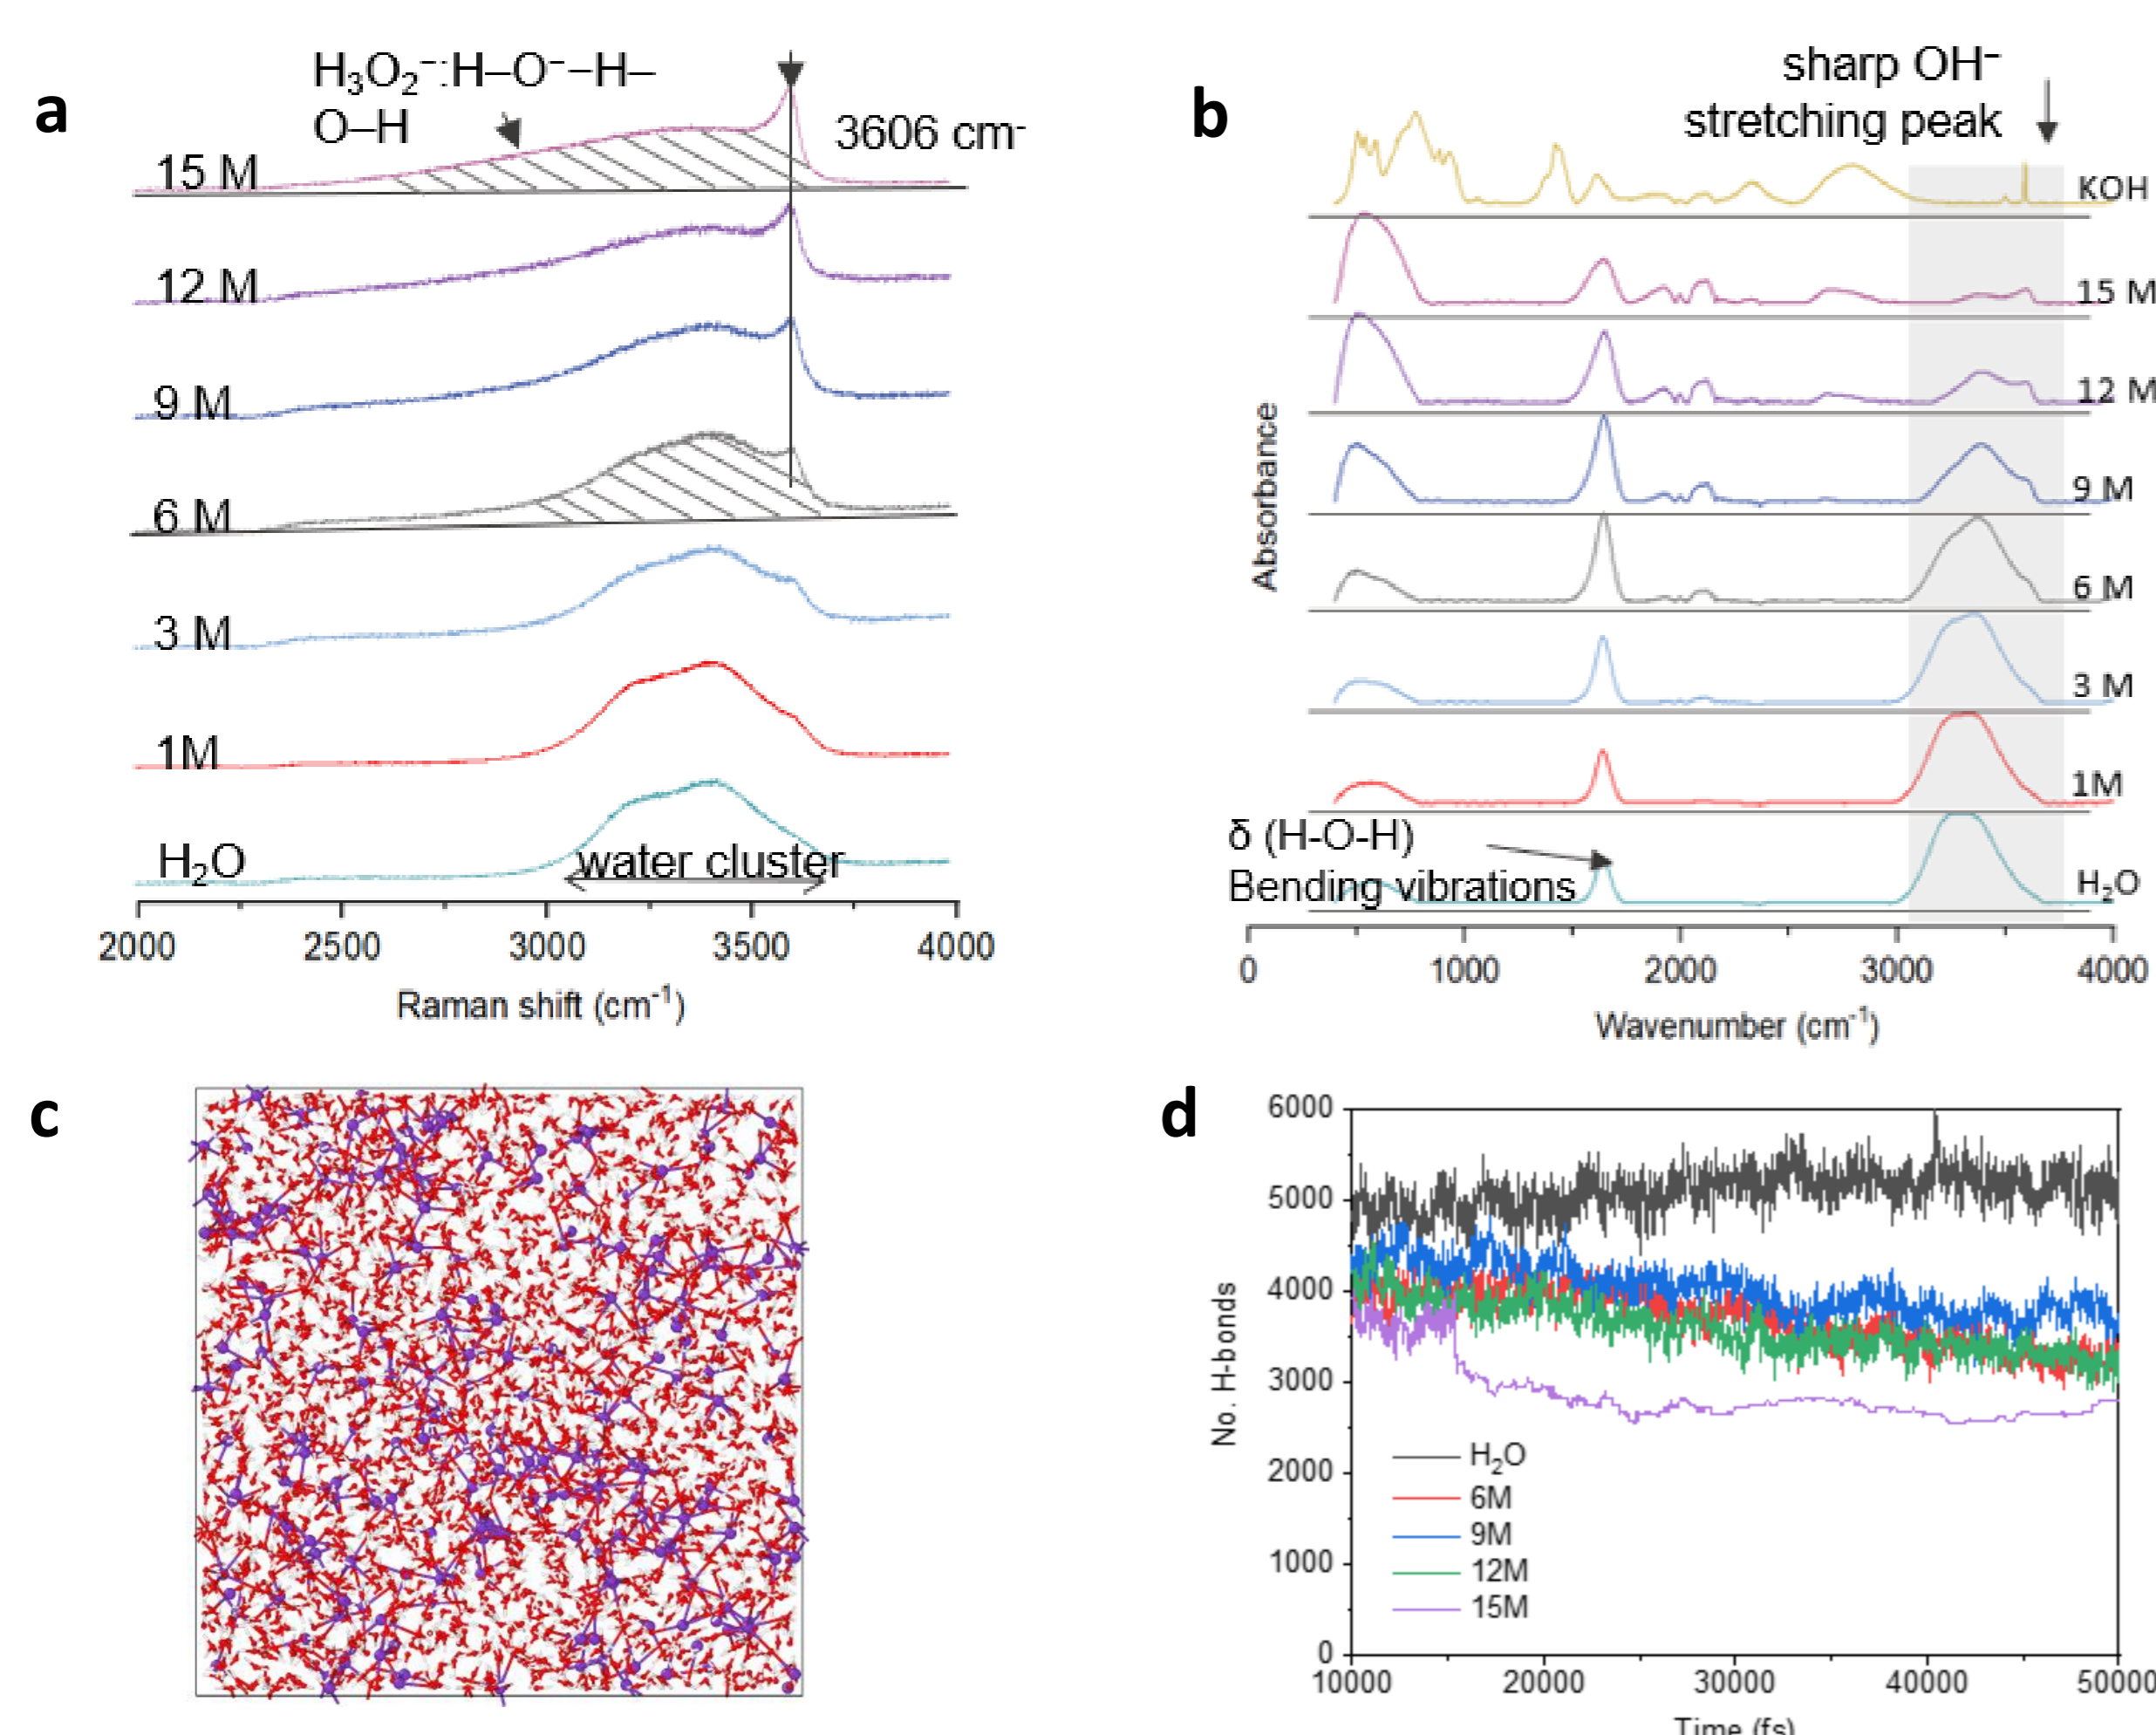 a
H₃O₂⁻:H–O⁻–H–
O–H
3606 cm⁻
15 M
12 M
9 M
6 M
3 M
1M
H₂O
water cluster
2000 2500 3000 3500 4000
Raman shift (cm⁻¹)
b
sharp OH⁻
stretching peak
KOH
15 M
12 M
9 M
6 M
3 M
1M
H₂O
Absorbance
δ (H-O-H)
Bending vibrations
0 1000 2000 3000 4000
Wavenumber (cm⁻¹)
c
d
6000
5000
4000
3000
2000
1000
0
No. H-bonds
H₂O
6M
9M
12M
15M
10000 20000 30000 40000 50000
Time (fs)